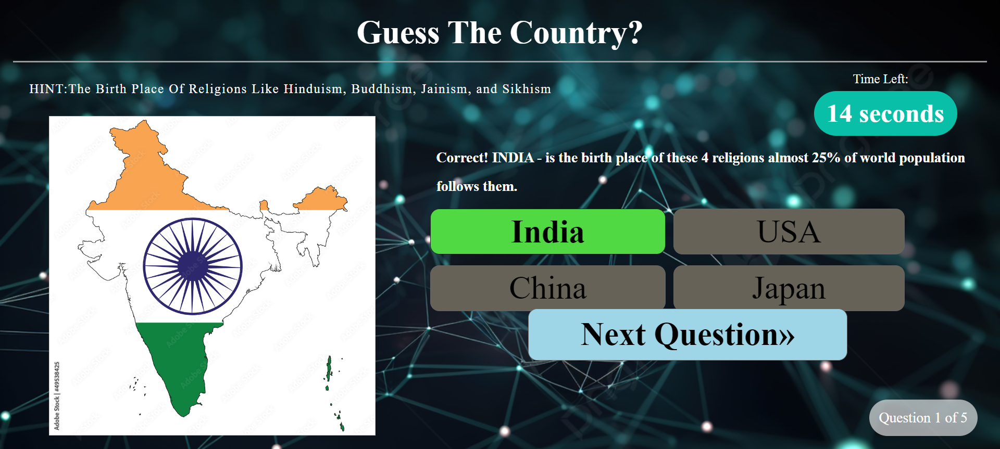 Guess The Country?
HINT:The Birth Place Of Religions Like Hinduism, Buddhism, Jainism, and Sikhism
Time Left:
14 seconds
Correct! INDIA - is the birth place of these 4 religions almost 25% of world population
follows them.
India
USA
China
Japan
Next Question»
Question 1 of 5
Adobe Stock | #49538425